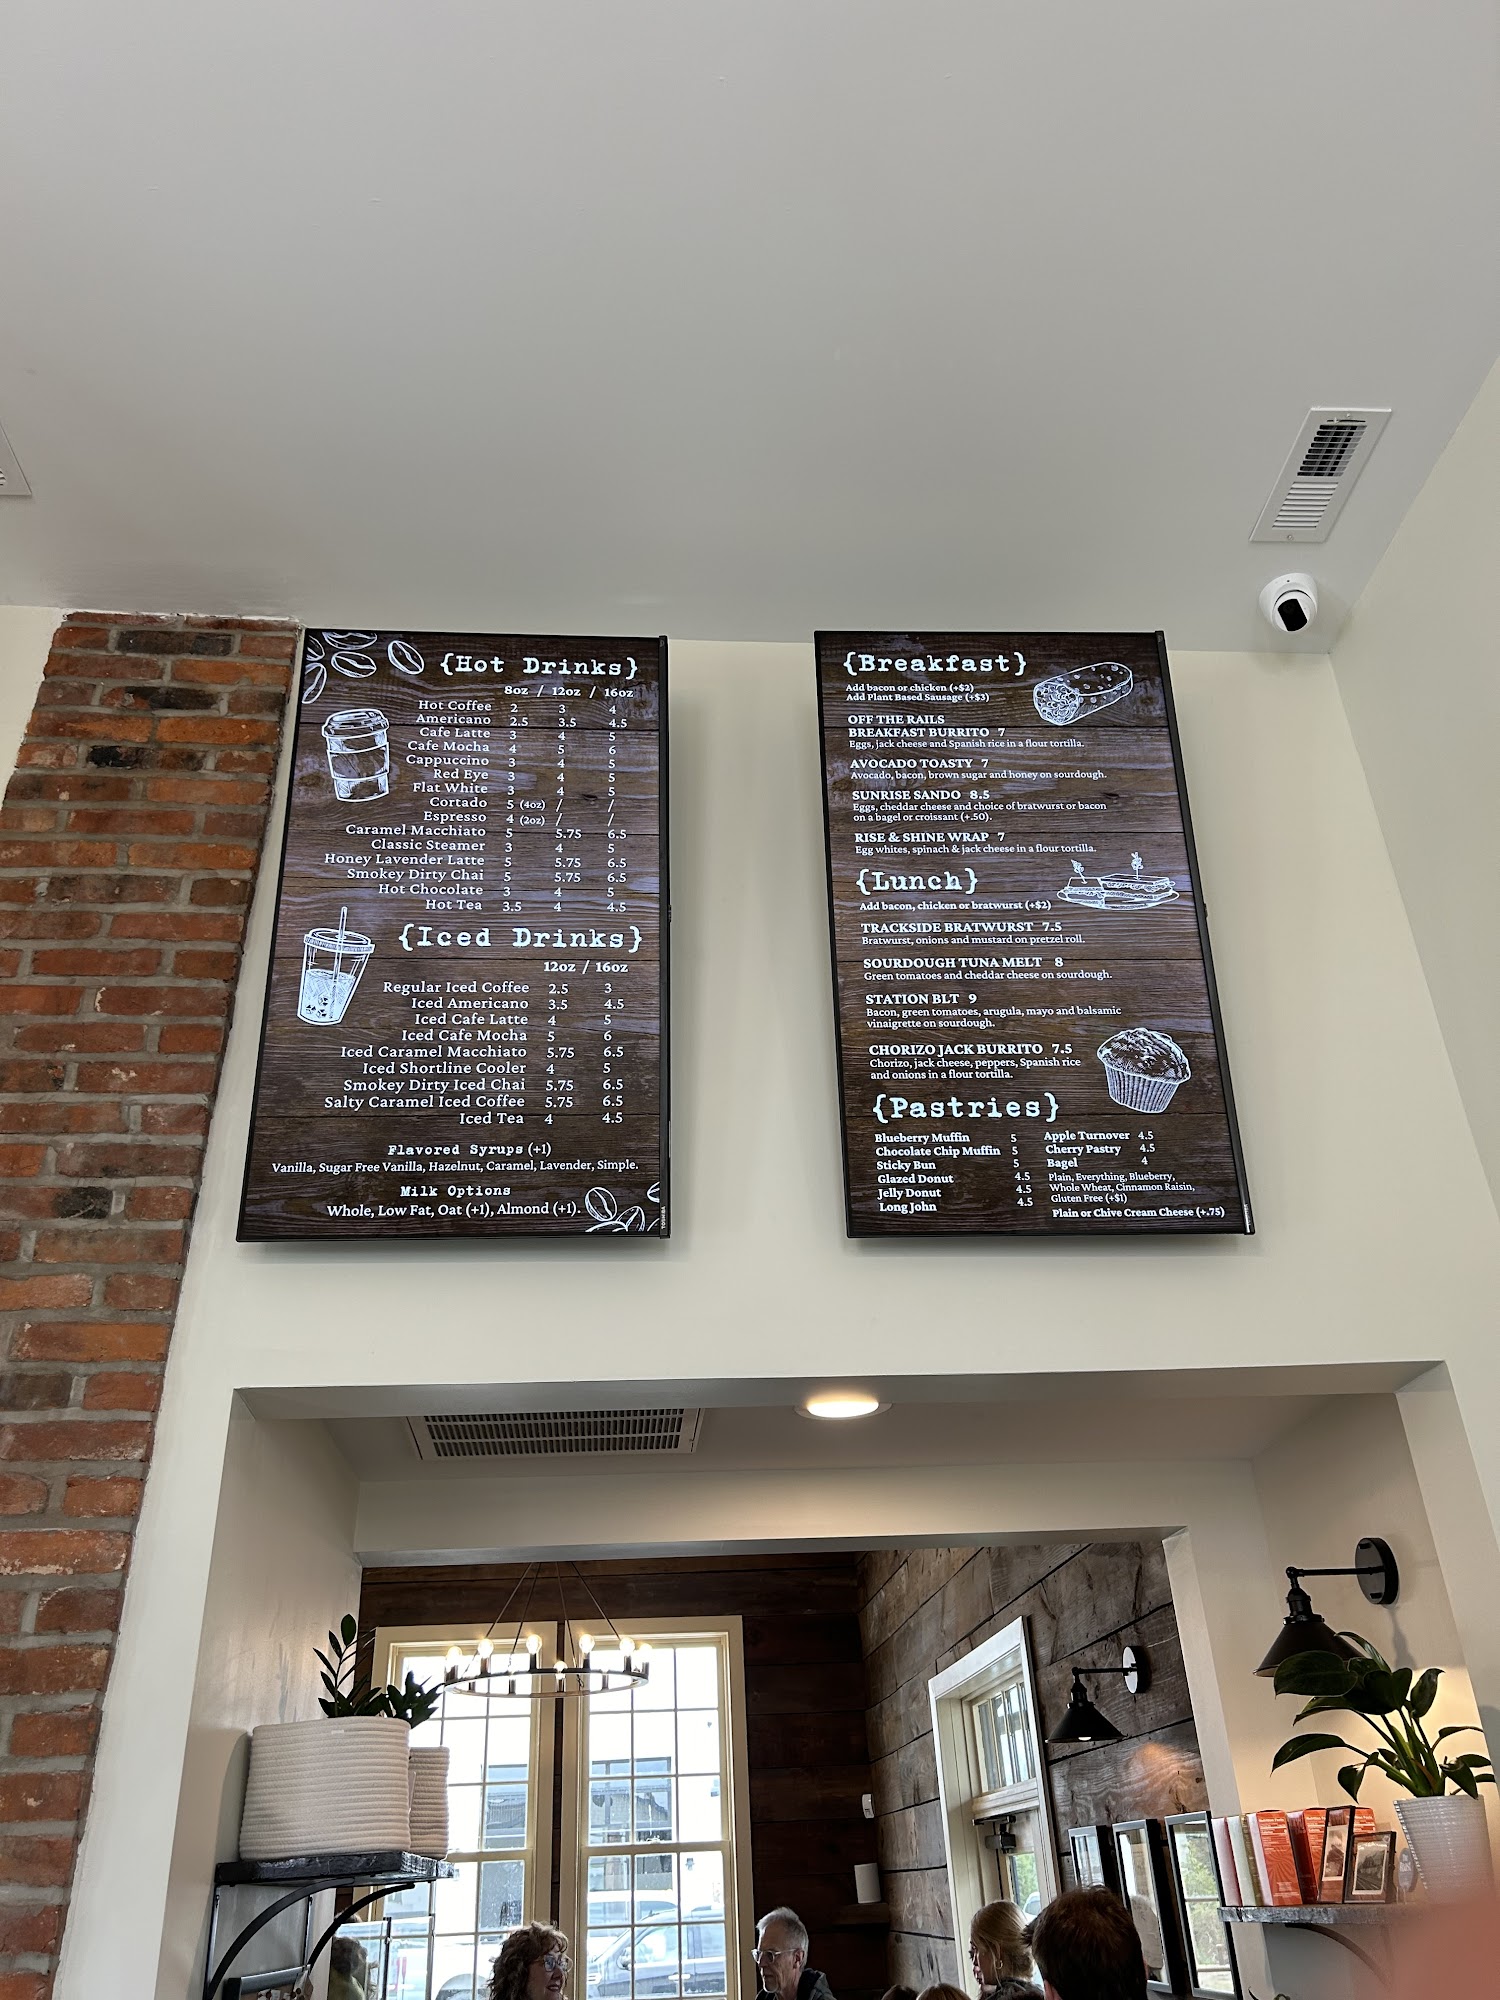 {Hot Drinks}
8oz / 12oz / 16oz
Hot Coffee 2 3 4
Americano 2.5 3.5 4.5
Cafe Latte 3 4 5
Cafe Mocha 4 5 6
Cappuccino 3 4 5
Red Eye 3 4 5
Flat White 3 4 5
Cortado 5 (4oz) / /
Espresso 4 (2oz) / /
Caramel Macchiato 5 5.75 6.5
Classic Steamer 3 4 5
Honey Lavender Latte 5 5.75 6.5
Smokey Dirty Chai 5 5.75 6.5
Hot Chocolate 3 4 5
Hot Tea 3.5 4 4.5
{Iced Drinks}
12oz / 16oz
Regular Iced Coffee 2.5 3
Iced Americano 3.5 4.5
Iced Cafe Latte 4 5
Iced Cafe Mocha 5 6
Iced Caramel Macchiato 5.75 6.5
Iced Shortline Cooler 4 5
Smokey Dirty Iced Chai 5.75 6.5
Salty Caramel Iced Coffee 5.75 6.5
Iced Tea 4 4.5
Flavored Syrups (+1)
Vanilla, Sugar Free Vanilla, Hazelnut, Caramel, Lavender, Simple.
Milk Options
Whole, Low Fat, Oat (+1), Almond (+1).
TOSHIBA
{Breakfast}
Add bacon or chicken (+$2)
Add Plant Based Sausage (+$3)
OFF THE RAILS
BREAKFAST BURRITO 7
Eggs, jack cheese and Spanish rice in a flour tortilla.
AVOCADO TOASTY 7
Avocado, bacon, brown sugar and honey on sourdough.
SUNRISE SANDO 8.5
Eggs, cheddar cheese and choice of bratwurst or bacon
on a bagel or croissant (+.50).
RISE & SHINE WRAP 7
Egg whites, spinach & jack cheese in a flour tortilla.
{Lunch}
Add bacon, chicken or bratwurst (+$2)
TRACKSIDE BRATWURST 7.5
Bratwurst, onions and mustard on pretzel roll.
SOURDOUGH TUNA MELT 8
Green tomatoes and cheddar cheese on sourdough.
STATION BLT 9
Bacon, green tomatoes, arugula, mayo and balsamic
vinaigrette on sourdough.
CHORIZO JACK BURRITO 7.5
Chorizo, jack cheese, peppers, Spanish rice
and onions in a flour tortilla.
{Pastries}
Blueberry Muffin 5
Chocolate Chip Muffin 5
Sticky Bun 5
Glazed Donut 4.5
Jelly Donut 4.5
Long John 4.5
Apple Turnover 4.5
Cherry Pastry 4.5
Bagel 4
Plain, Everything, Blueberry,
Whole Wheat, Cinnamon Raisin,
Gluten Free (+$1)
Plain or Chive Cream Cheese (+.75)